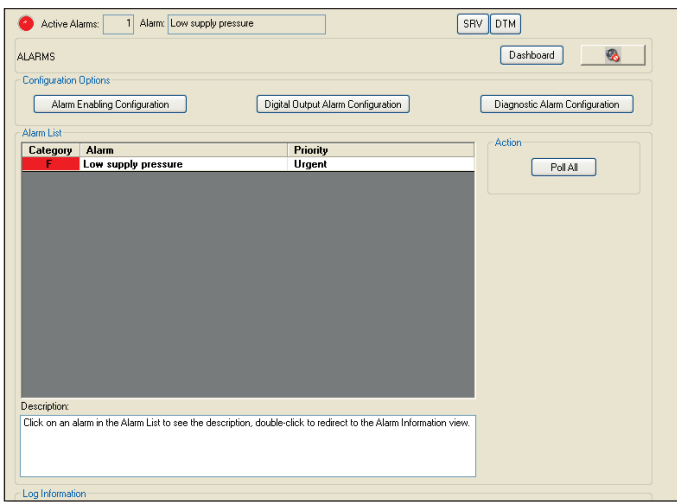 Active Alarms: 1 Alarm: Low supply pressure SRV DTM
ALARMS Dashboard
Configuration Options
Alarm Enabling Configuration Digital Output Alarm Configuration Diagnostic Alarm Configuration
Alarm List
Action
Category Alarm Priority
F Low supply pressure Urgent
Poll All
Description:
Click on an alarm in the Alarm List to see the description, double-click to redirect to the Alarm Information view.
Log Information